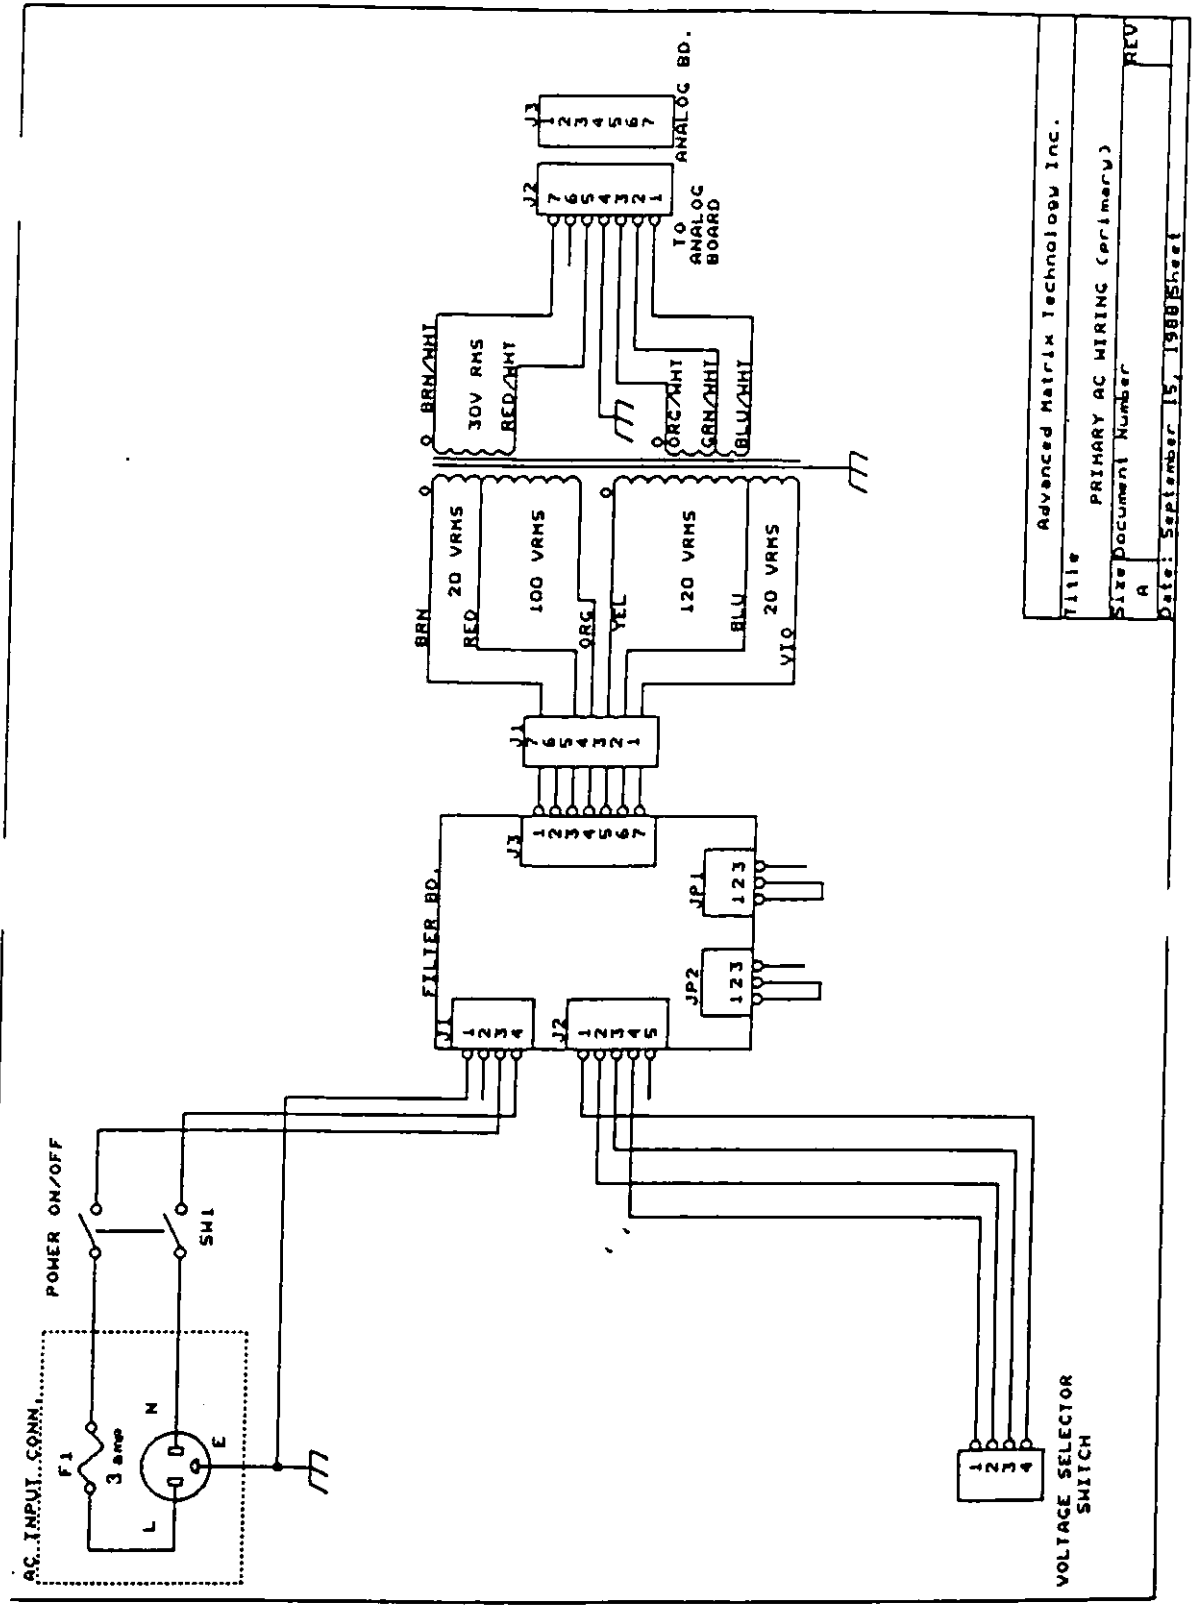 AC INPUT CONN.
F1
3 amp
L
N
E
POWER ON/OFF
SW1
VOLTAGE SELECTOR
SWITCH
1
2
3
4
FILTER BD.
J1
1
2
3
4
J2
1
2
3
4
5
JP2
1 2 3
JP1
1 2 3
J3
1
2
3
4
5
6
7
J1
7
6
5
4
3
2
1
BRN
20 VRMS
RED
100 VRMS
ORG
YEL
120 VRMS
BLU
20 VRMS
VIO
BRN/WHT
30V RMS
RED/WHT
ORG/WHT
GRN/WHT
BLU/WHT
J2
7
6
5
4
3
2
1
TO
ANALOG
BOARD
J3
1
2
3
4
5
6
7
ANALOG BD.
Advanced Matrix Technology Inc.
Title
PRIMARY AC WIRING (primary)
Size Document Number
REV
A
Date: September 15, 1988 Sheet